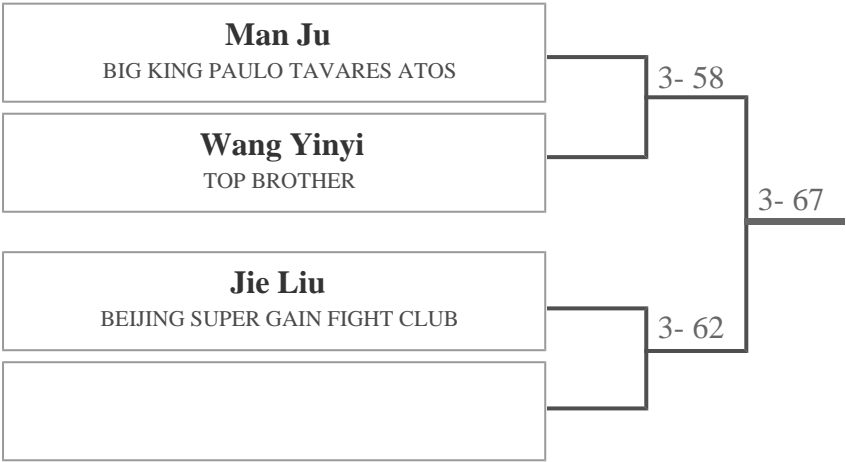 Man Ju
BIG KING PAULO TAVARES ATOS
3- 58
Wang Yinyi
TOP BROTHER
3- 67
Jie Liu
BEIJING SUPER GAIN FIGHT CLUB
3- 62